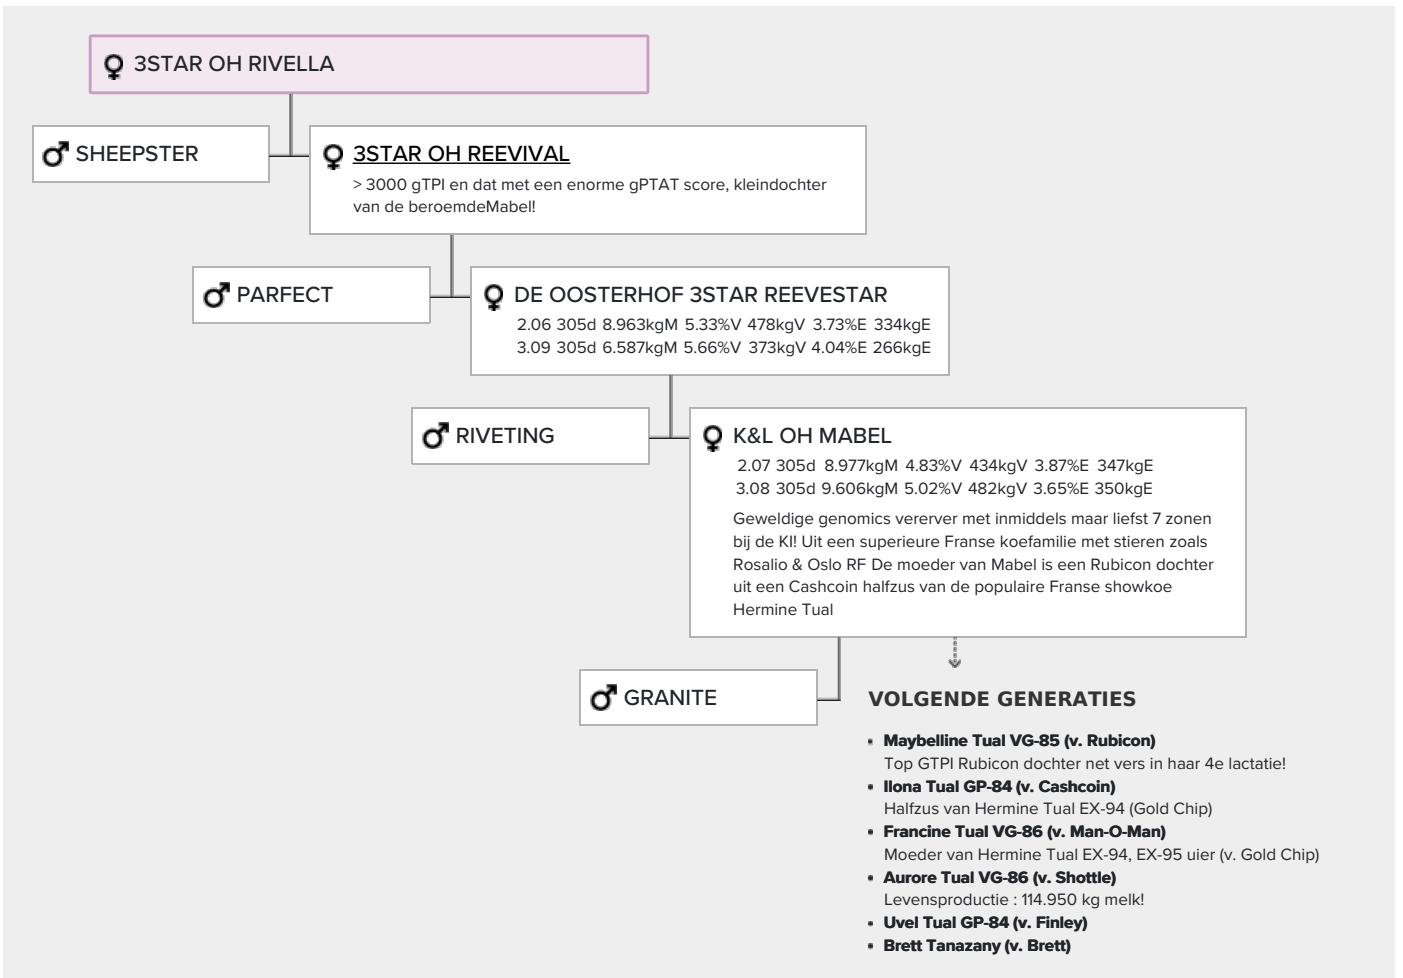 3STAR OH RIVELLA
SHEEPSTER
3STAR OH REEVIVAL
> 3000 gTPI en dat met een enorme gPTAT score, kleindochter
van de beroemdeMabel!
PARFECT
DE OOSTERHOF 3STAR REEVESTAR
2.06 305d 8.963kgM 5.33%V 478kgV 3.73%E 334kgE
3.09 305d 6.587kgM 5.66%V 373kgV 4.04%E 266kgE
RIVETING
K&L OH MABEL
2.07 305d 8.977kgM 4.83%V 434kgV 3.87%E 347kgE
3.08 305d 9.606kgM 5.02%V 482kgV 3.65%E 350kgE
Geweldige genomics vererver met inmiddels maar liefst 7 zonen
bij de KI! Uit een superieure Franse koefamilie met stieren zoals
Rosalio & Oslo RF De moeder van Mabel is een Rubicon dochter
uit een Cashcoin halfzus van de populaire Franse showkoe
Hermine Tual
GRANITE
VOLGENDE GENERATIES
• Maybelline Tual VG-85 (v. Rubicon)
Top GTPI Rubicon dochter net vers in haar 4e lactatie!
• Ilona Tual GP-84 (v. Cashcoin)
Halfzus van Hermine Tual EX-94 (Gold Chip)
• Francine Tual VG-86 (v. Man-O-Man)
Moeder van Hermine Tual EX-94, EX-95 uier (v. Gold Chip)
• Aurore Tual VG-86 (v. Shottle)
Levensproductie : 114.950 kg melk!
• Uvel Tual GP-84 (v. Finley)
• Brett Tanazany (v. Brett)